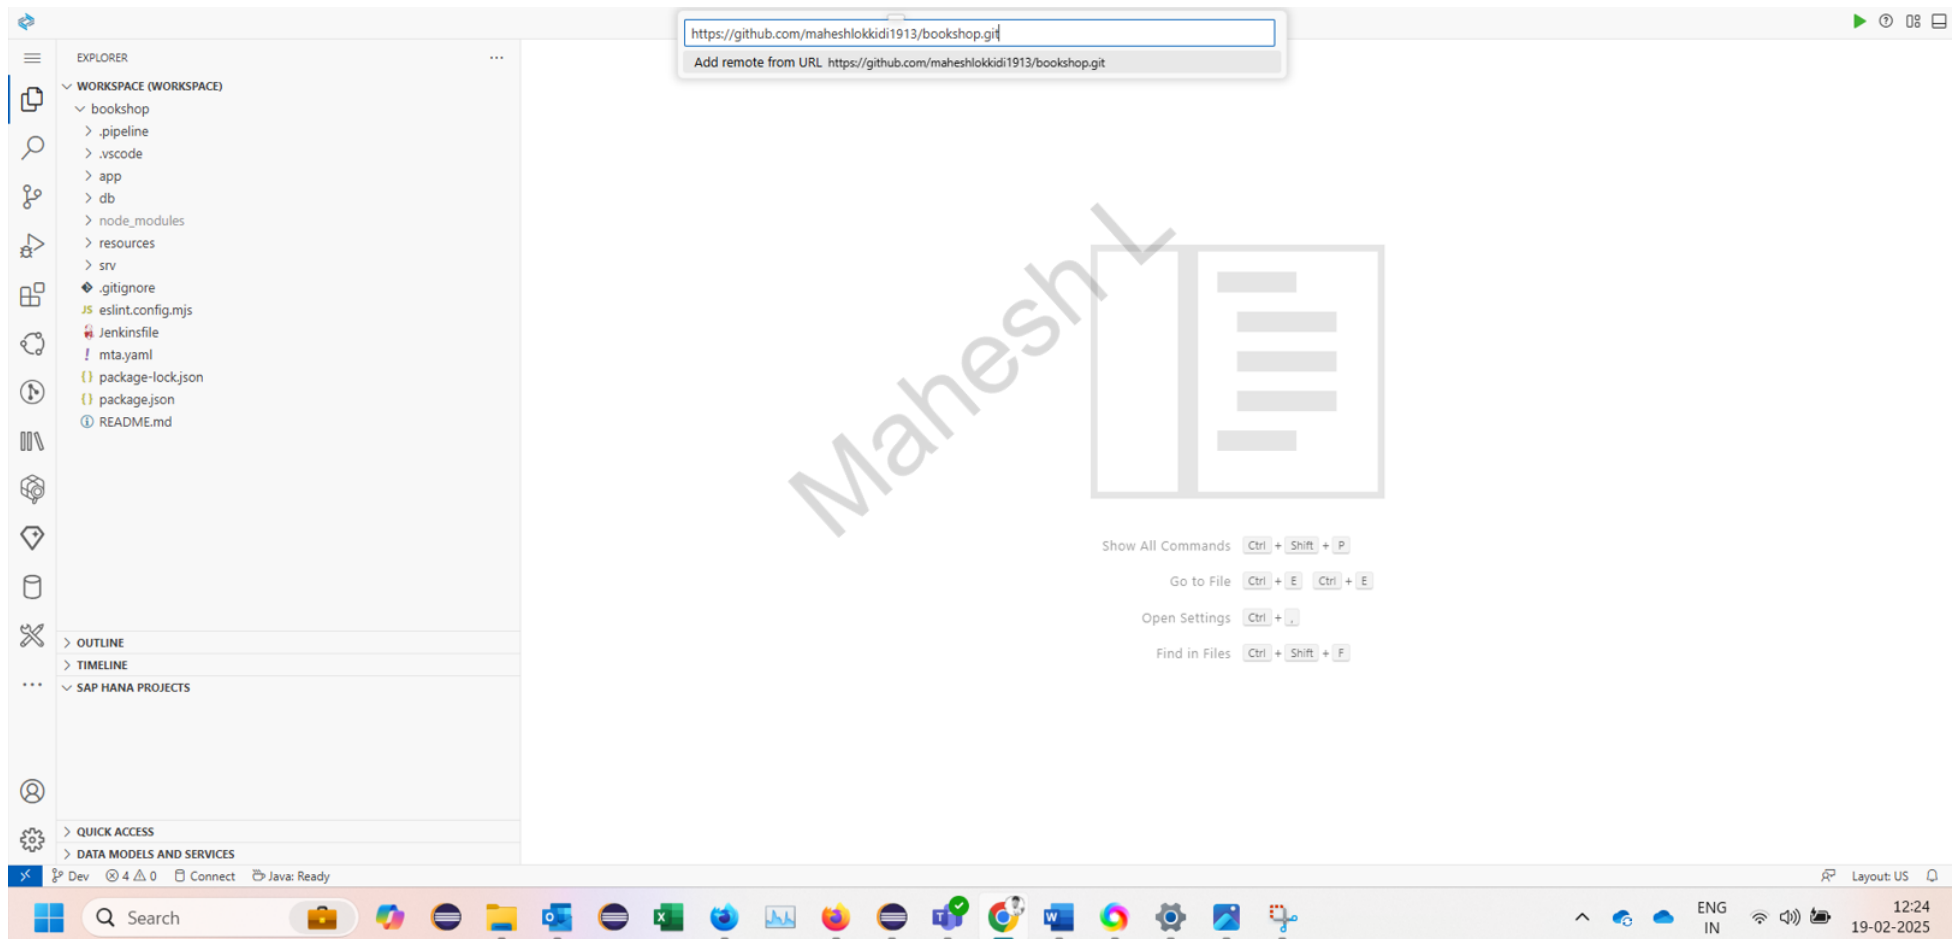 https://github.com/maheshlokkidi1913/bookshop.git
Add remote from URL https://github.com/maheshlokkidi1913/bookshop.git
EXPLORER
WORKSPACE (WORKSPACE)
bookshop
.pipeline
.vscode
app
db
node_modules
resources
srv
.gitignore
JS eslint.config.mjs
Jenkinsfile
! mta.yaml
{} package-lock.json
{} package.json
README.md
OUTLINE
TIMELINE
SAP HANA PROJECTS
QUICK ACCESS
DATA MODELS AND SERVICES
Mahesh L
Show All Commands Ctrl + Shift + P
Go to File Ctrl + E Ctrl + E
Open Settings Ctrl + ,
Find in Files Ctrl + Shift + F
Dev 4 0 Connect Java: Ready
Layout: US
Search
ENG
IN
12:24
19-02-2025